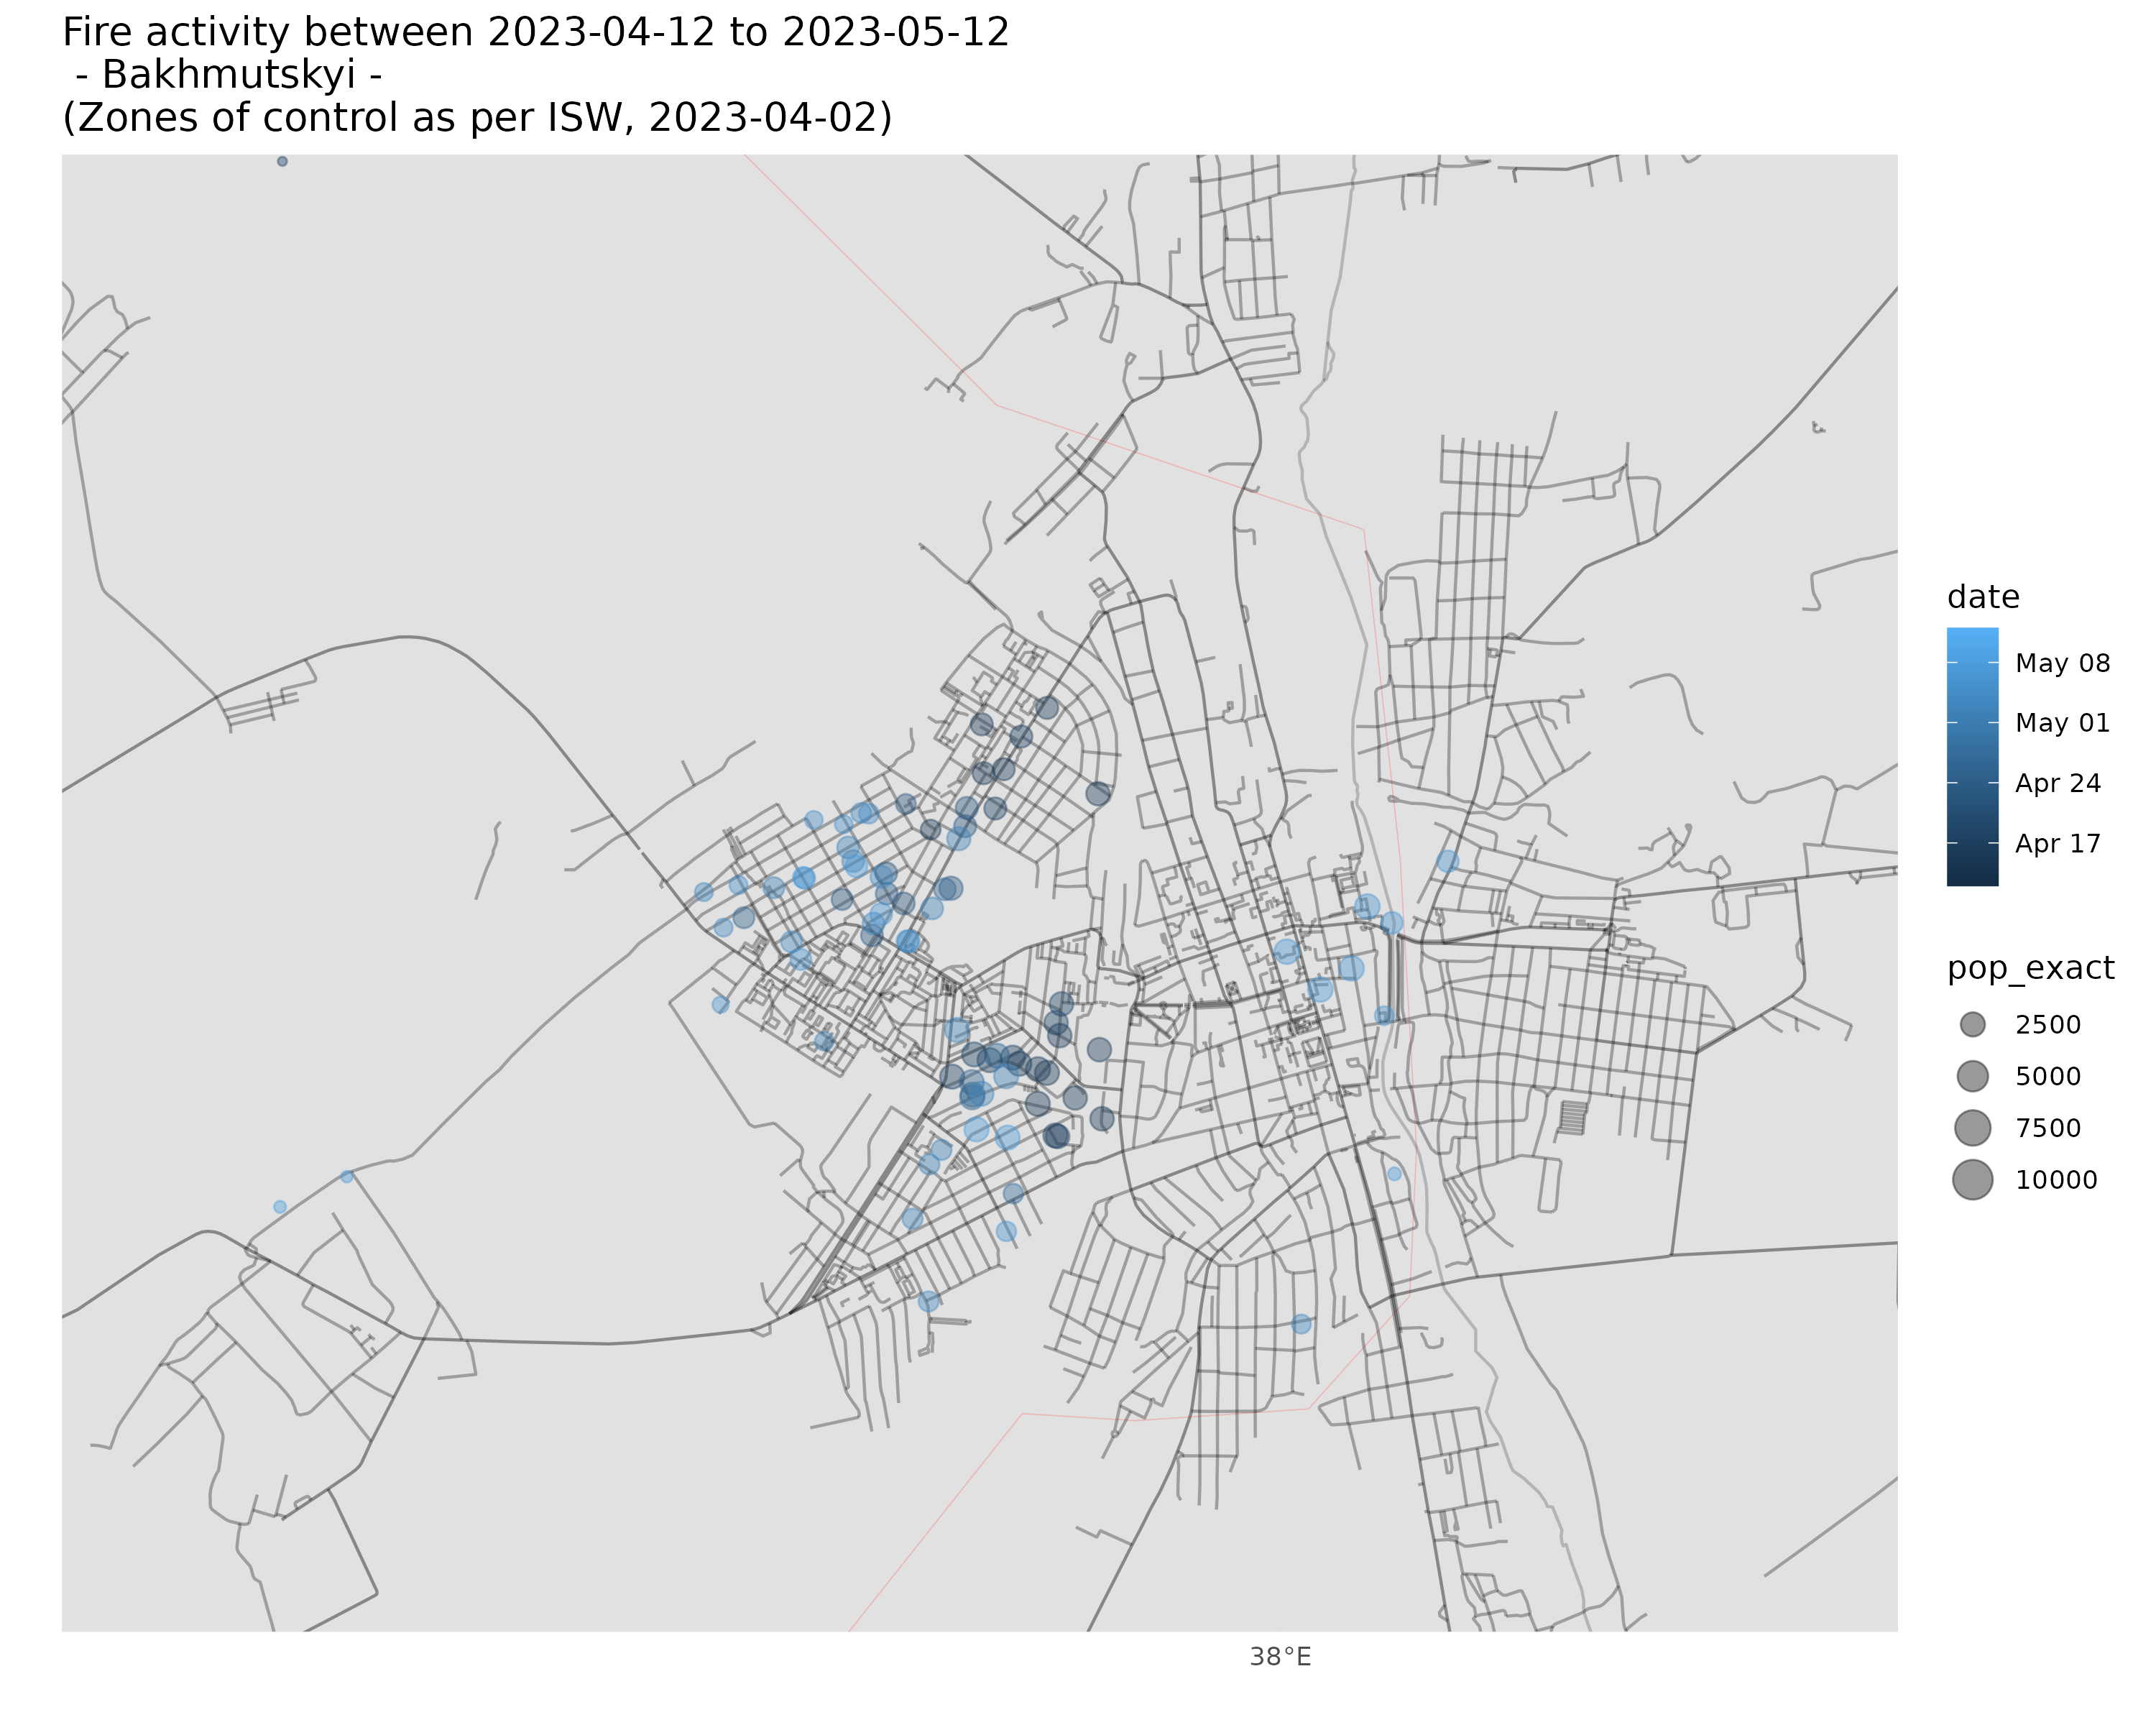 Fire activity between 2023-04-12 to 2023-05-12
- Bakhmutskyi -
(Zones of control as per ISW, 2023-04-02)
date
May 08
May 01
Apr 24
Apr 17
pop_exact
2500
5000
7500
10000
38°E